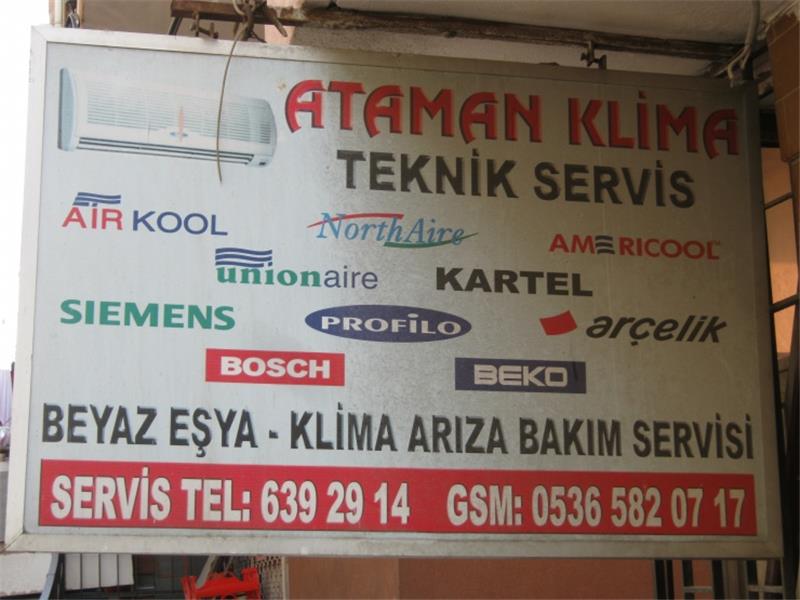 ATAMAN KLİMA
TEKNİK SERVİS
AIR KOOL
NorthAire
AMERICOOL
unionaire
KARTEL
SIEMENS
PROFİLO
arçelik
BOSCH
BEKO
BEYAZ EŞYA - KLİMA ARIZA BAKIM SERVİSİ
SERVİS TEL: 639 29 14 GSM: 0536 582 07 17